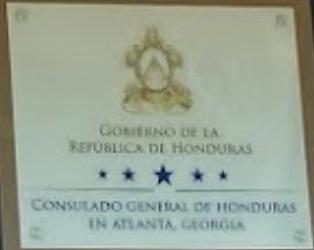 GOBIERNO DE LA
REPÚBLICA DE HONDURAS
CONSULADO GENERAL DE HONDURAS
EN ATLANTA, GEORGIA